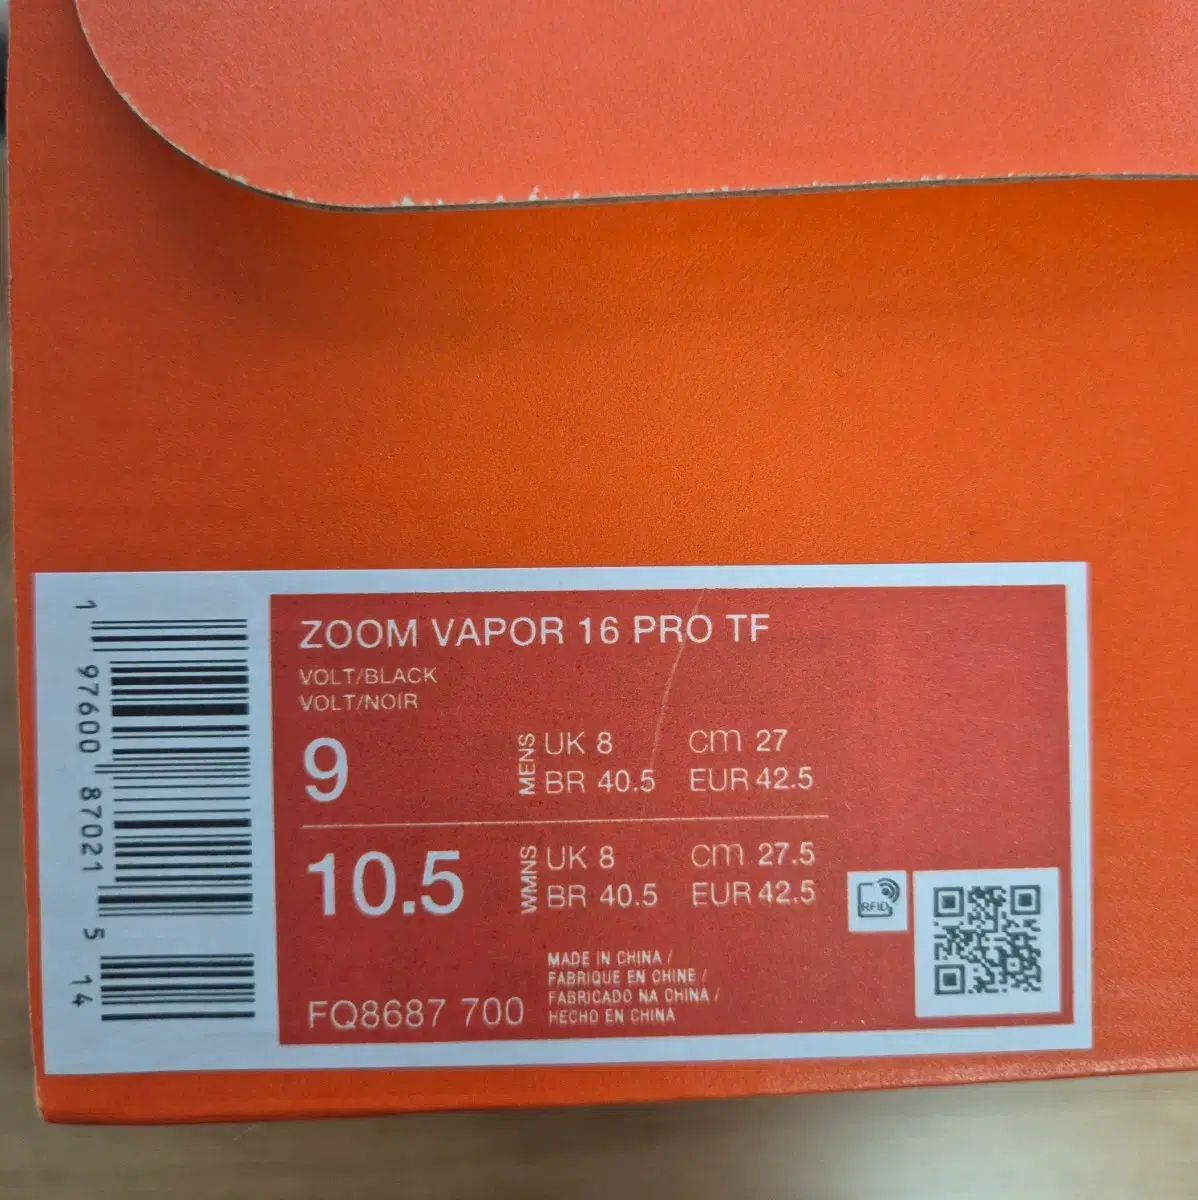 ZOOM VAPOR 16 PRO TF
VOLT/BLACK
VOLT/NOIR
9
MENS
UK 8 cm 27
BR 40.5 EUR 42.5
10.5
WMNS
UK 8 cm 27.5
BR 40.5 EUR 42.5
RFID
MADE IN CHINA /
FABRIQUE EN CHINE /
FABRICADO NA CHINA /
HECHO EN CHINA
FQ8687 700
1 97600 87021 5 14